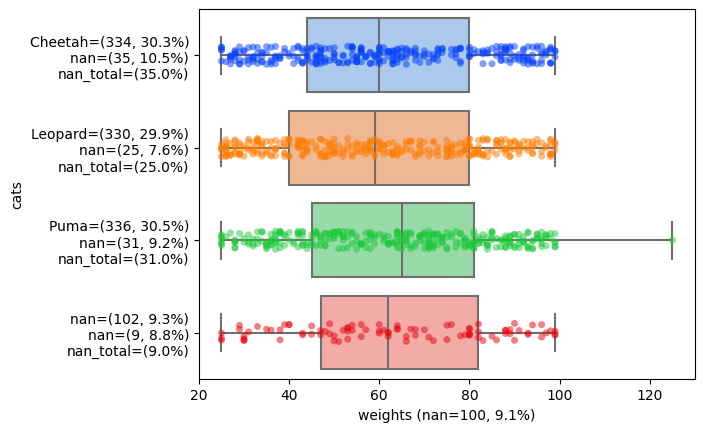 Cheetah=(334, 30.3%)
nan=(35, 10.5%)
nan_total=(35.0%)
Leopard=(330, 29.9%)
nan=(25, 7.6%)
nan_total=(25.0%)
cats
Puma=(336, 30.5%)
nan=(31, 9.2%)
nan_total=(31.0%)
nan=(102, 9.3%)
nan=(9, 8.8%)
nan_total=(9.0%)
20 40 60 80 100 120
weights (nan=100, 9.1%)